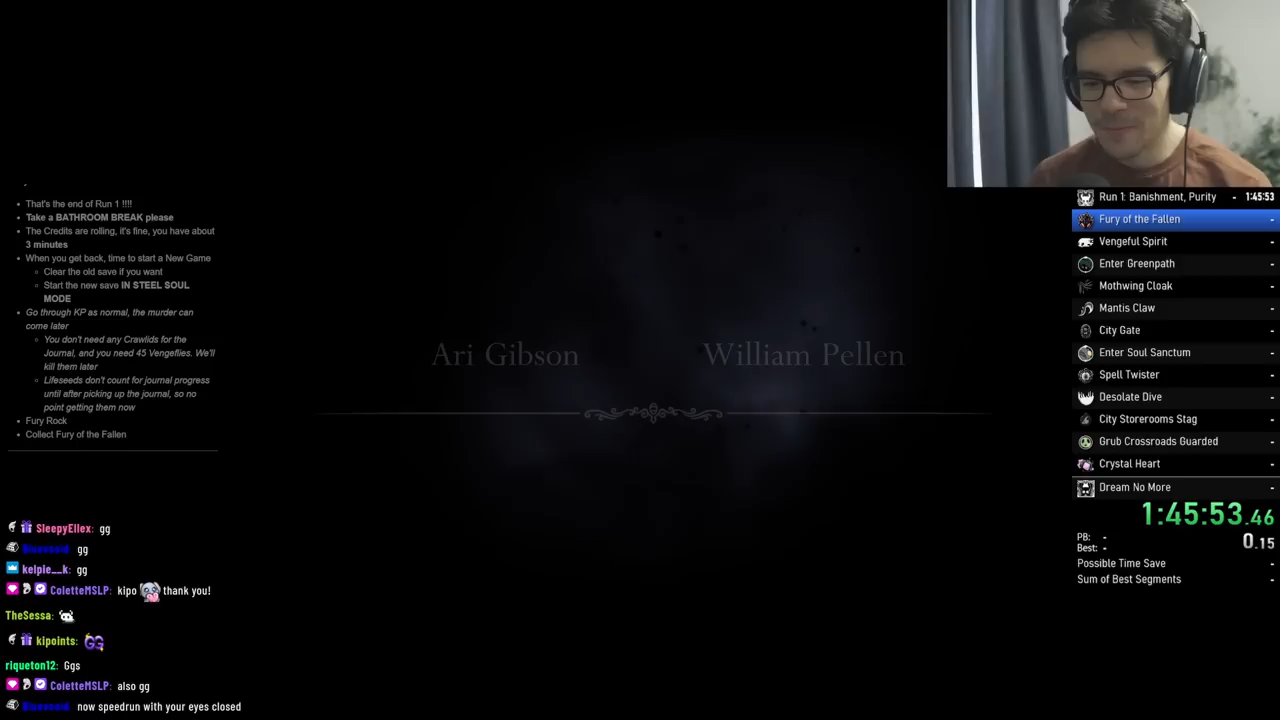 That's the end of Run 1 !!!!
Take a BATHROOM BREAK please
The Credits are rolling, it's fine, you have about
3 minutes
When you get back, time to start a New Game
Clear the old save if you want
Start the new save IN STEEL SOUL
MODE
Go through KP as normal, the murder can
come later
You don't need any Crawlids for the
Journal, and you need 45 Vengeflies. We'll
kill them later
Lifeseeds don't count for journal progress
until after picking up the journal, so no
point getting them now
Fury Rock
Collect Fury of the Fallen
SleepyEllex: gg
gg
kelpie__k: gg
ColetteMSLP: kipo thank you!
TheSessa:
kipoints: GG
riqueton12: Ggs
ColetteMSLP: also gg
now speedrun with your eyes closed
Ari Gibson William Pellen
Run 1: Banishment, Purity - 1:45:53
Fury of the Fallen -
Vengeful Spirit -
Enter Greenpath -
Mothwing Cloak -
Mantis Claw -
City Gate -
Enter Soul Sanctum -
Spell Twister -
Desolate Dive -
City Storerooms Stag -
Grub Crossroads Guarded -
Crystal Heart -
Dream No More -
1:45:53.46
PB: - 0.15
Best: -
Possible Time Save -
Sum of Best Segments -